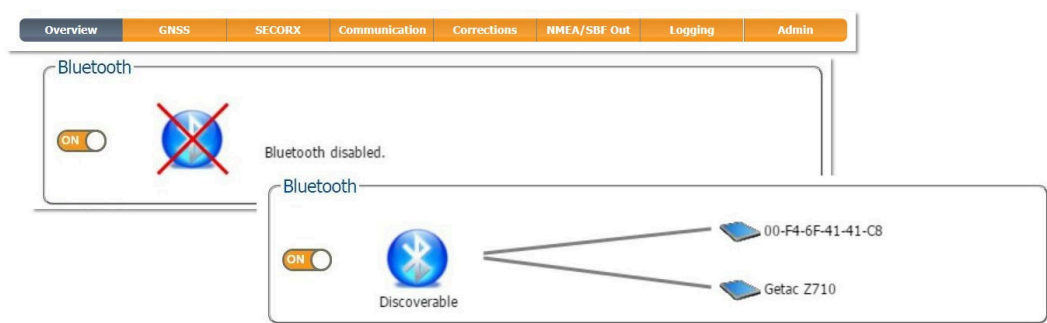 Overview GNSS SECORX Communication Corrections NMEA/SBF Out Logging Admin
Bluetooth
ON
Bluetooth disabled.
Bluetooth
ON
Discoverable
00-F4-6F-41-41-C8
Getac Z710